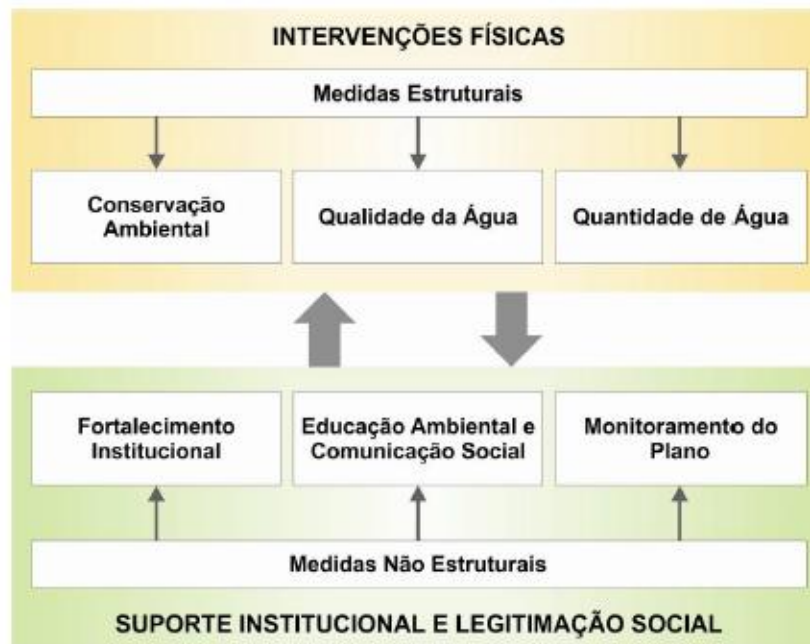 INTERVENÇÕES FÍSICAS
Medidas Estruturais
Conservação
Ambiental
Qualidade da Água
Quantidade de Água
Fortalecimento
Institucional
Educação Ambiental e
Comunicação Social
Monitoramento do
Plano
Medidas Não Estruturais
SUPORTE INSTITUCIONAL E LEGITIMAÇÃO SOCIAL